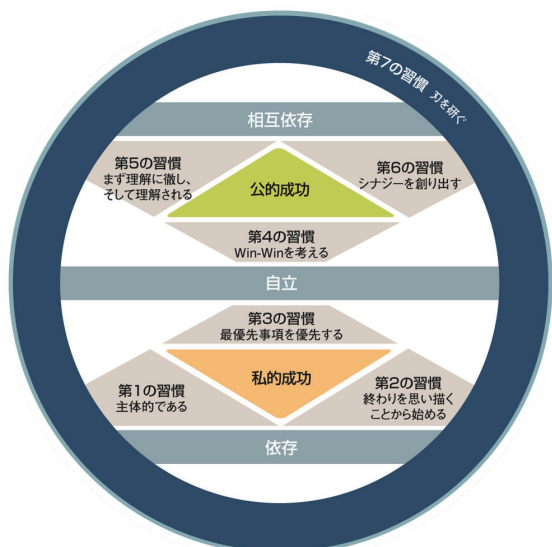 第7の習慣 刃を研ぐ
相互依存
第5の習慣
まず理解に徹し、
そして理解される
第6の習慣
シナジーを創り出す
公的成功
第4の習慣
Win-Winを考える
自立
第3の習慣
最優先事項を優先する
私的成功
第1の習慣
主体的である
第2の習慣
終わりを思い描く
ことから始める
依存